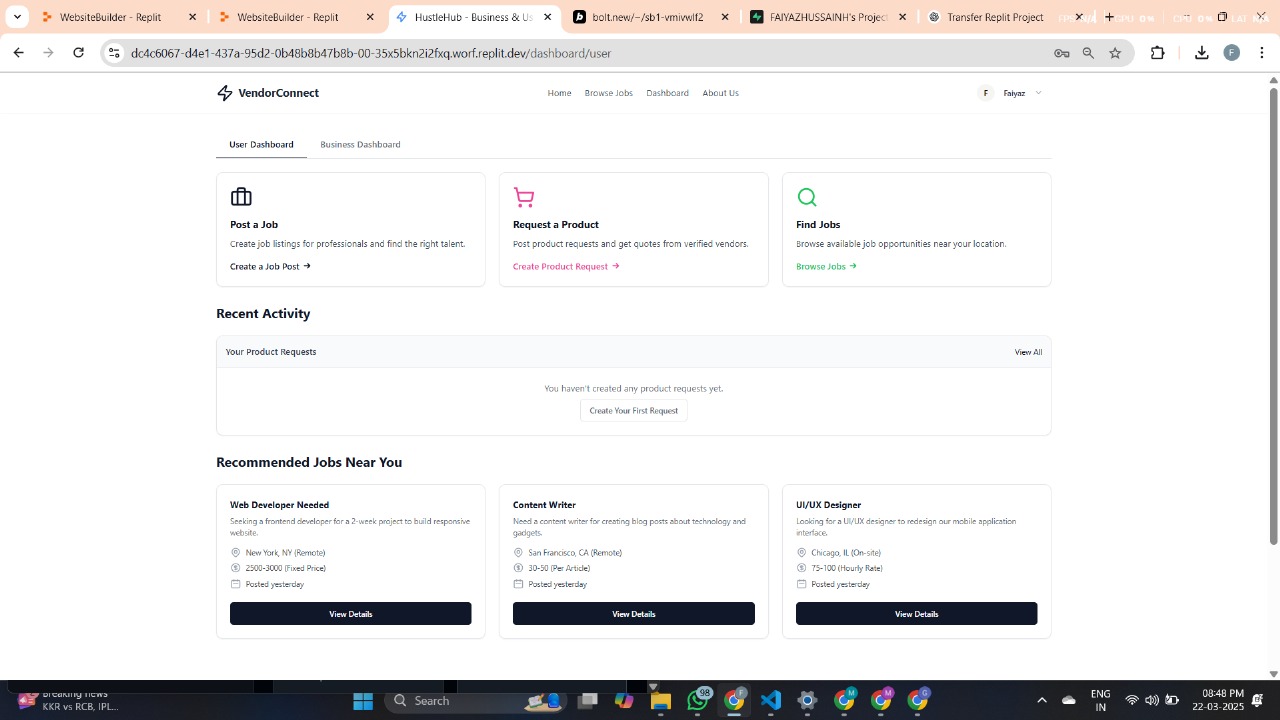 WebsiteBuilder - Replit
WebsiteBuilder - Replit
HustleHub - Business & Us
bolt.new/~/sb1-vmivwlf2
FAIYAZHUSSAINH's Project
Transfer Replit Project
FPS N/A GPU 0% CPU 0% LAT N/A
dc4c6067-d4e1-437a-95d2-0b48b8b47b8b-00-35x5bkn2i2fxq.worf.replit.dev/dashboard/user
F
VendorConnect
Home Browse Jobs Dashboard About Us
F Faiyaz
User Dashboard Business Dashboard
Post a Job
Create job listings for professionals and find the right talent.
Create a Job Post →
Request a Product
Post product requests and get quotes from verified vendors.
Create Product Request →
Find Jobs
Browse available job opportunities near your location.
Browse Jobs →
Recent Activity
Your Product Requests View All
You haven't created any product requests yet.
Create Your First Request
Recommended Jobs Near You
Web Developer Needed
Seeking a frontend developer for a 2-week project to build responsive
website.
New York, NY (Remote)
2500-3000 (Fixed Price)
Posted yesterday
View Details
Content Writer
Need a content writer for creating blog posts about technology and
gadgets.
San Francisco, CA (Remote)
30-50 (Per Article)
Posted yesterday
View Details
UI/UX Designer
Looking for a UI/UX designer to redesign our mobile application
interface.
Chicago, IL (On-site)
75-100 (Hourly Rate)
Posted yesterday
View Details
Breaking news
KKR vs RCB, IPL...
Search
98
F
M
M
G
ENG
IN
08:48 PM
22-03-2025